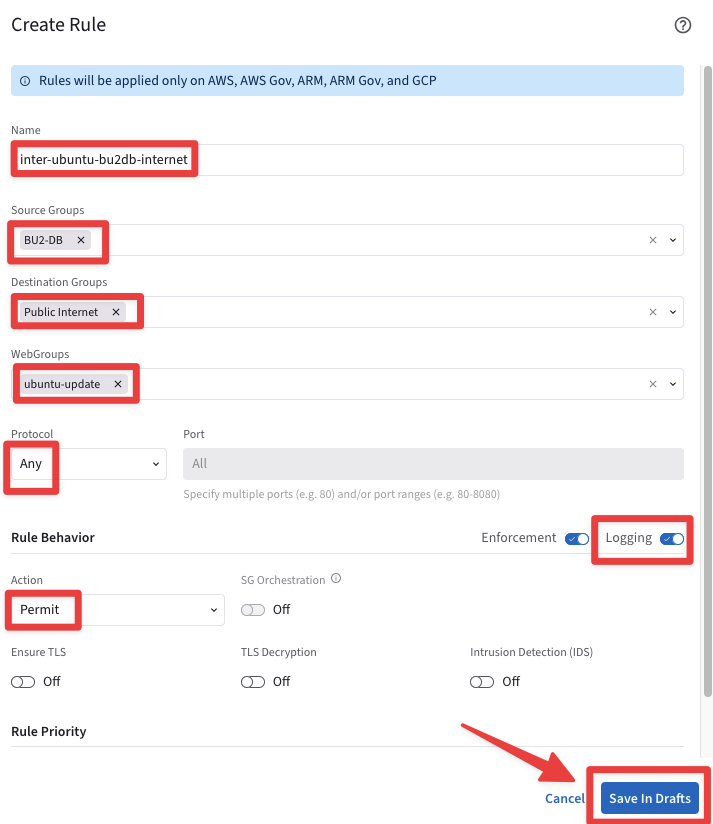 Create Rule
Rules will be applied only on AWS, AWS Gov, ARM, ARM Gov, and GCP
Name
inter-ubuntu-bu2db-internet
Source Groups
BU2-DB
Destination Groups
Public Internet
WebGroups
ubuntu-update
Protocol Port
Any All
Specify multiple ports (e.g. 80) and/or port ranges (e.g. 80-8080)
Rule Behavior Enforcement Logging
Action SG Orchestration
Permit Off
Ensure TLS TLS Decryption Intrusion Detection (IDS)
Off Off Off
Rule Priority
Cancel Save In Drafts